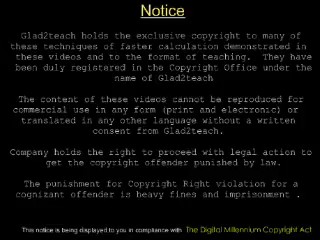 Notice
Glad2teach holds the exclusive copyright to many of
these techniques of faster calculation demonstrated in
these videos and to the format of teaching. They have
been duly registered in the Copyright Office under the
name of Glad2teach
The content of these videos cannot be reproduced for
commercial use in any form (print and electronic) or
translated in any other language without a written
consent from Glad2teach.
Company holds the right to proceed with legal action to
get the copyright offender punished by law.
The punishment for Copyright Right violation for a
cognizant offender is heavy fines and imprisonment .
This notice is being displayed to you in compliance with The Digital Millennium Copyright Act